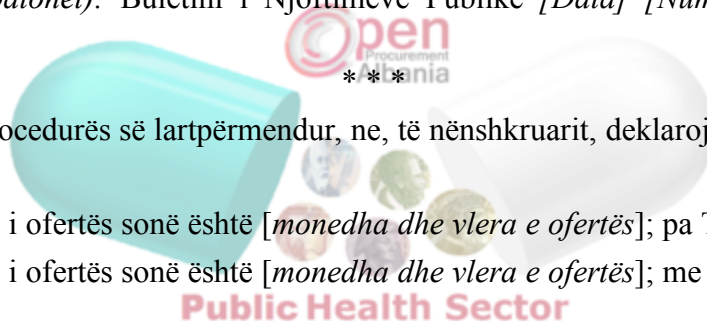 Buletini i Njoftimeve Publike [Data] [Num
Open
Procurement
Albania
***
ocedurës së lartpërmendur, ne, të nënshkruarit, deklaroj
i ofertës sonë është [monedha dhe vlera e ofertës]; pa
i ofertës sonë është [monedha dhe vlera e ofertës]; me
Public Health Sector